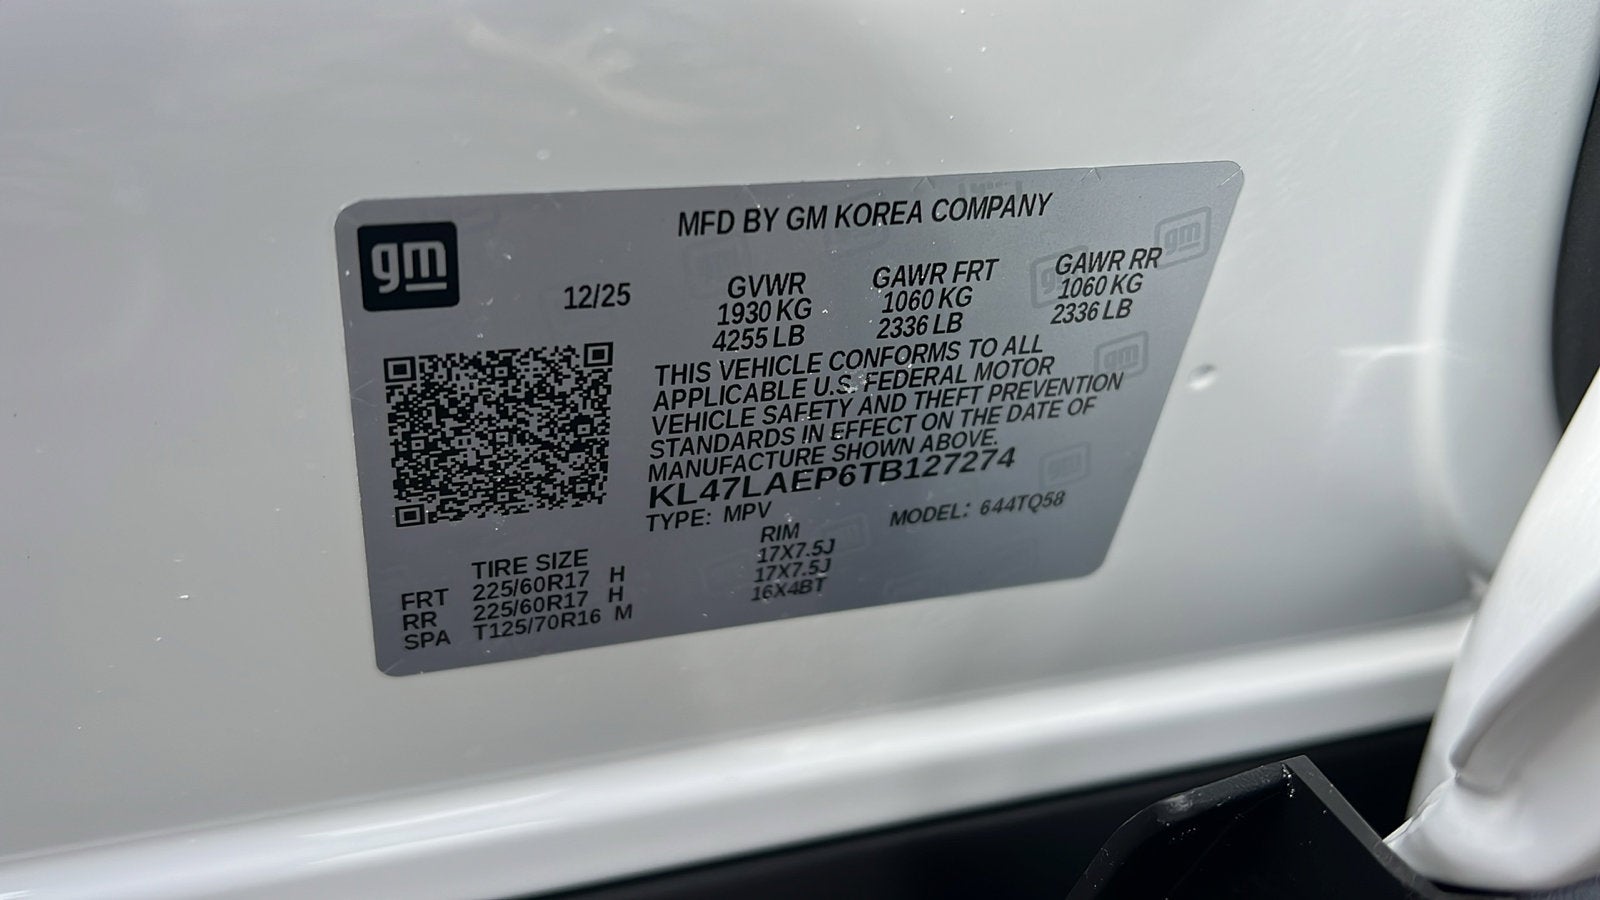 gm
MFD BY GM KOREA COMPANY
12/25
GVWR
1930 KG
4255 LB
GAWR FRT
1060 KG
2336 LB
GAWR RR
1060 KG
2336 LB
THIS VEHICLE CONFORMS TO ALL
APPLICABLE U.S. FEDERAL MOTOR
VEHICLE SAFETY AND THEFT PREVENTION
STANDARDS IN EFFECT ON THE DATE OF
MANUFACTURE SHOWN ABOVE.
KL47LAEP6TB127274
TYPE: MPV MODEL: 644TQ58
TIRE SIZE RIM
FRT 225/60R17 H 17X7.5J
RR 225/60R17 H 17X7.5J
SPA T125/70R16 M 16X4BT